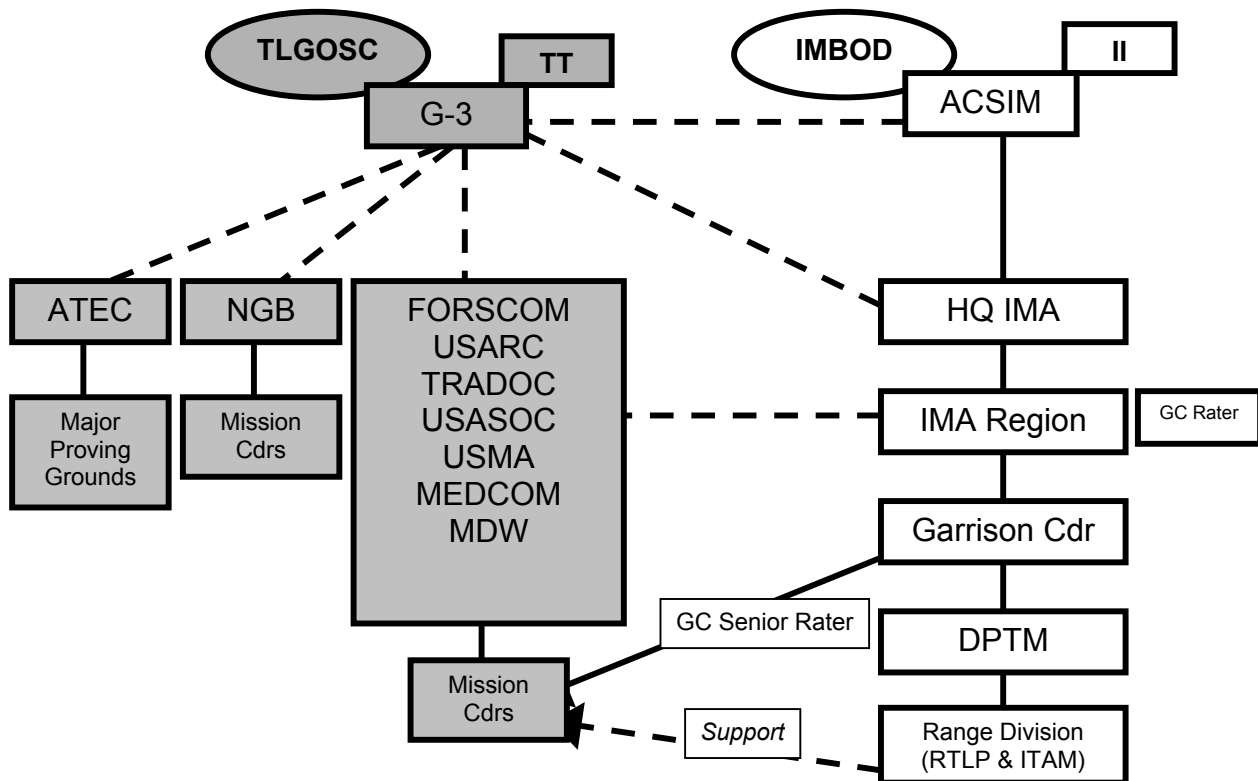 TLGOSC
TT
IMBOD
II
G-3
ACSIM
ATEC
NGB
FORSCOM
USARC
TRADOC
USASOC
USMA
MEDCOM
MDW
HQ IMA
Major
Proving
Grounds
Mission
Cdrs
IMA Region
GC Rater
Garrison Cdr
GC Senior Rater
DPTM
Mission
Cdrs
Support
Range Division
(RTLP & ITAM)